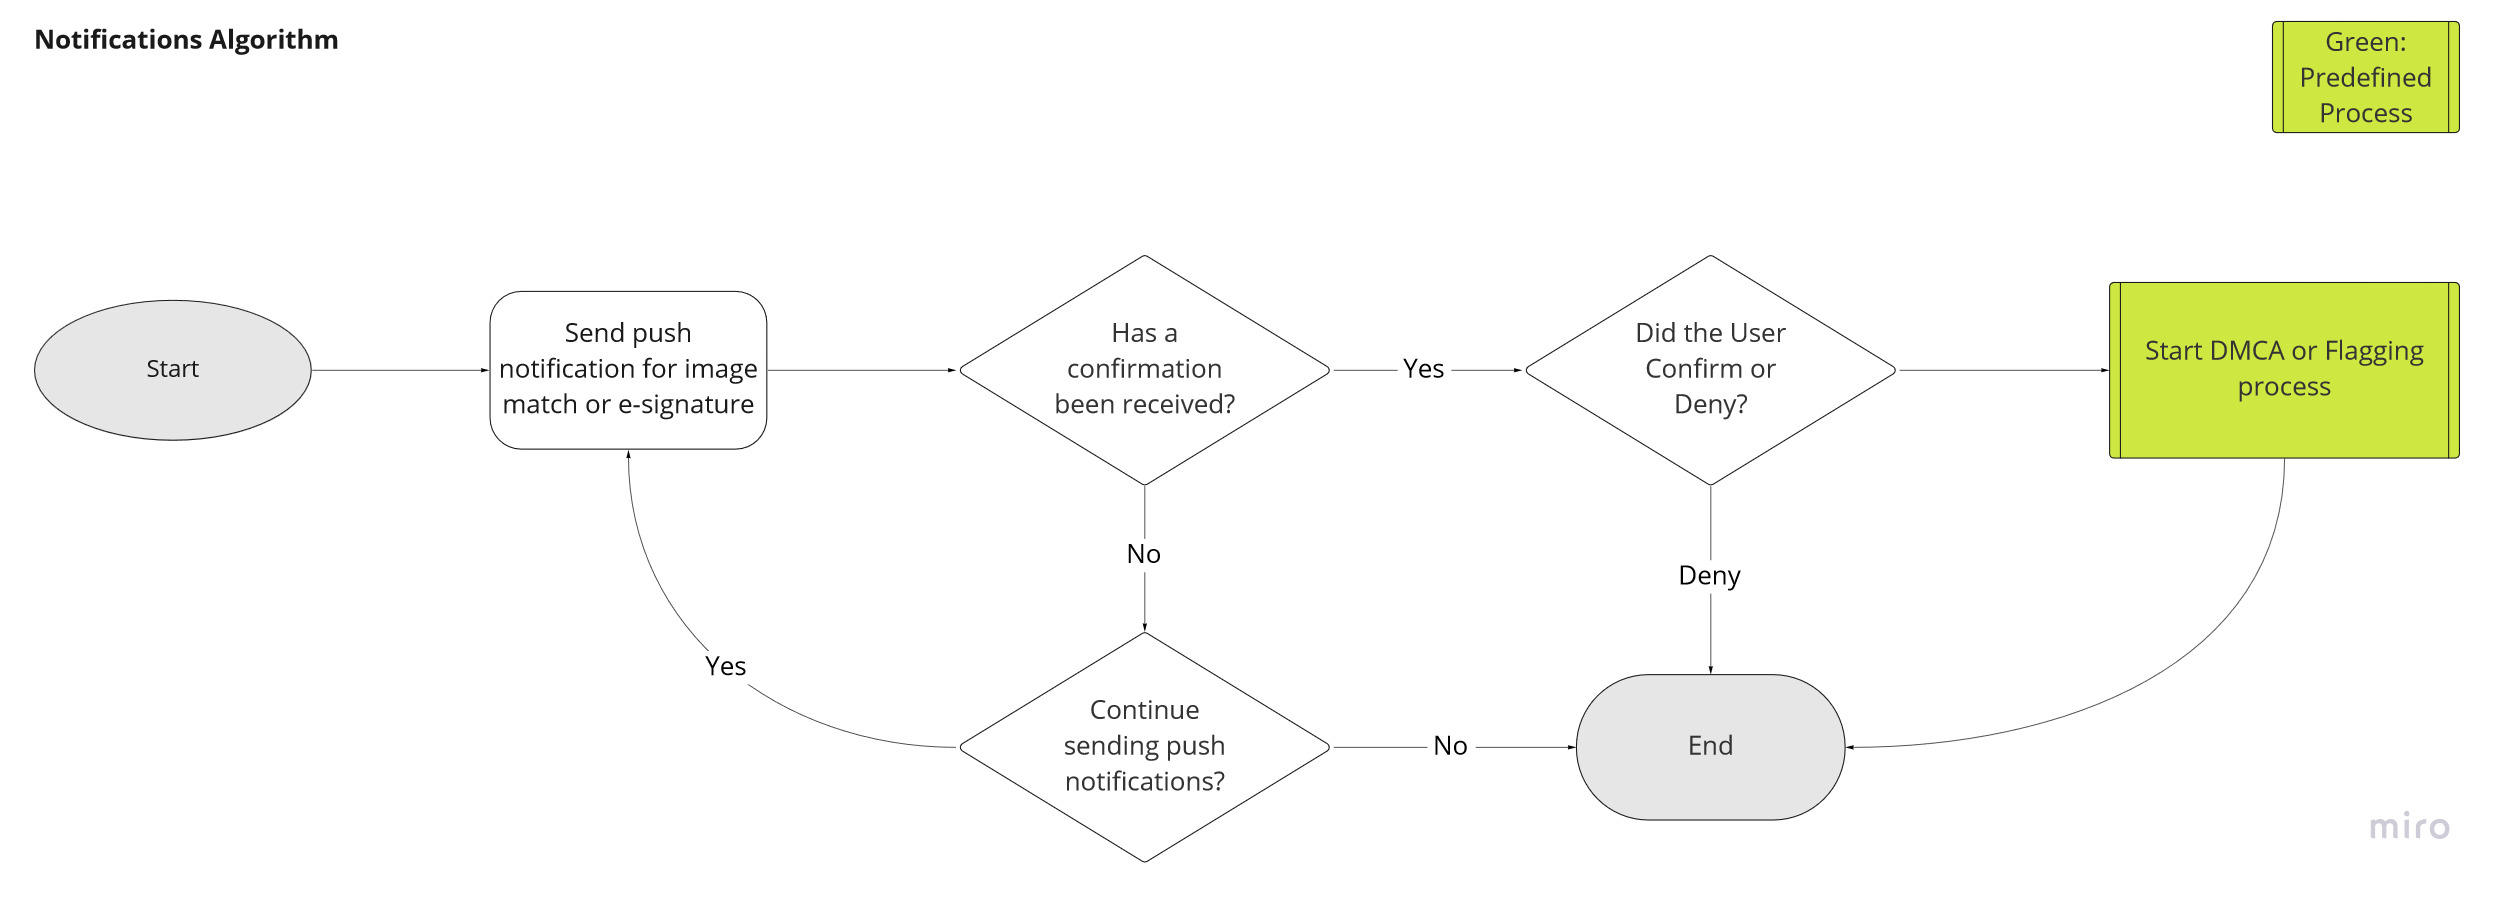 Notifications Algorithm
Green:
Predefined
Process
Start
Send push
notification for image
match or e-signature
Has a
confirmation
been received?
Yes
Did the User
Confirm or
Deny?
Start DMCA or Flagging
process
No
Deny
Yes
Continue
sending push
notifications?
No
End
miro